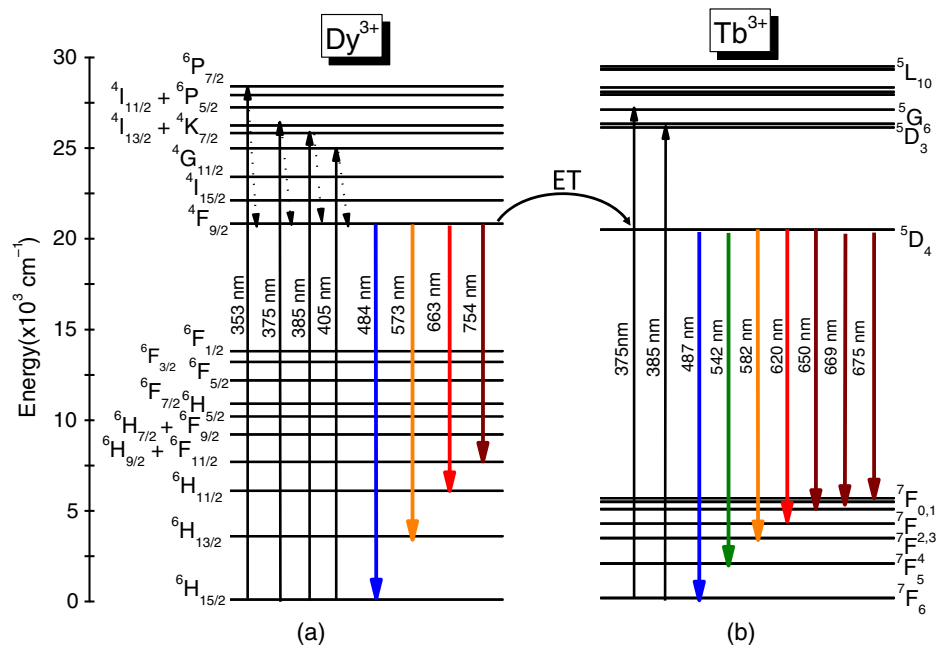 Dy³⁺
Tb³⁺
Energy(x10³ cm⁻¹)
30
25
20
15
10
5
0
⁶P₇/₂
⁴I₁₁/₂ + ⁶P₅/₂
⁴I₁₃/₂ + ⁴K₇/₂
⁴G₁₁/₂
⁴I₁₅/₂
⁴F₉/₂
⁶F₁/₂
⁶F₃/₂
⁶F₅/₂
⁶F₇/₂ ⁶H₅/₂
⁶H₇/₂ + ⁶F₉/₂
⁶H₉/₂ + ⁶F₁₁/₂
⁶H₁₁/₂
⁶H₁₃/₂
⁶H₁₅/₂
353 nm
375 nm
385 nm
405 nm
484 nm
573 nm
663 nm
754 nm
ET
375nm
385 nm
487 nm
542 nm
582 nm
620 nm
650 nm
669 nm
675 nm
⁵L₁₀
⁵G₆
⁵D₃
⁵D₄
⁷F₀,₁
⁷F₂,₃
⁷F₄
⁷F₅
⁷F₆
(a)
(b)